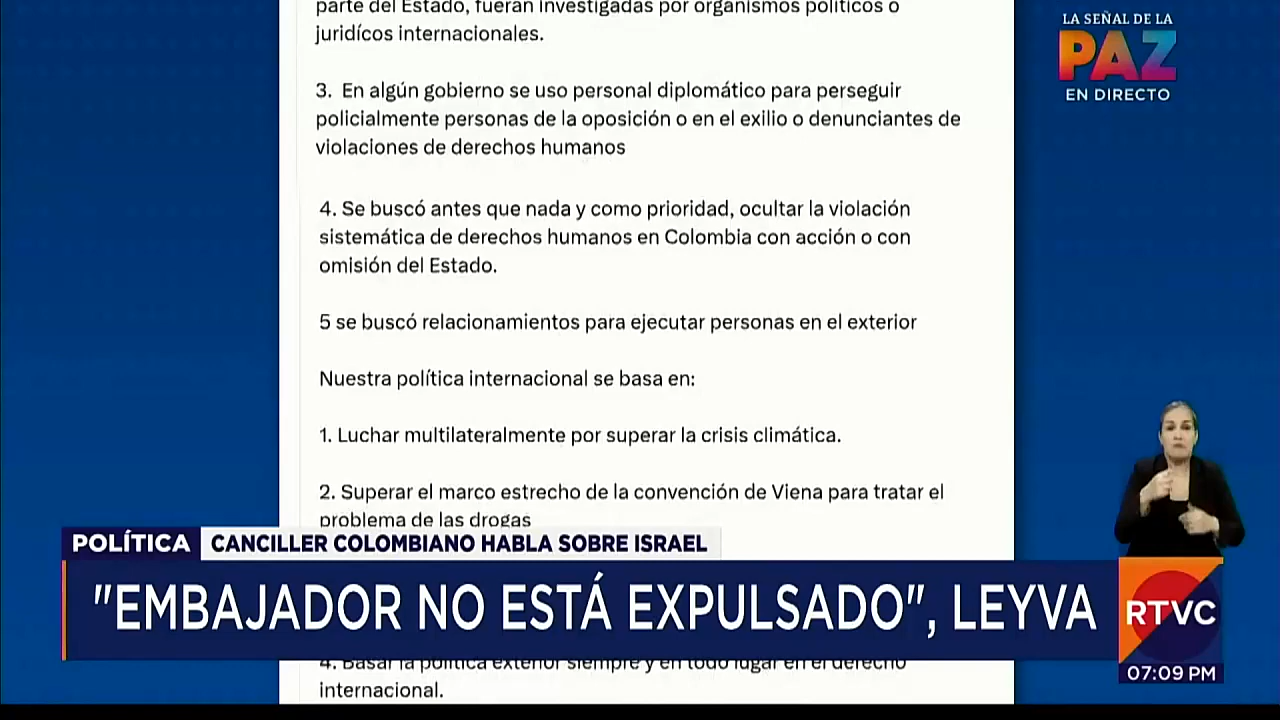 parte del Estado, fueran investigadas por organismos políticos o
juridícos internacionales.
3. En algún gobierno se uso personal diplomático para perseguir
policialmente personas de la oposición o en el exilio o denunciantes de
violaciones de derechos humanos
4. Se buscó antes que nada y como prioridad, ocultar la violación
sistemática de derechos humanos en Colombia con acción o con
omisión del Estado.
5 se buscó relacionamientos para ejecutar personas en el exterior
Nuestra política internacional se basa en:
1. Luchar multilateralmente por superar la crisis climática.
2. Superar el marco estrecho de la convención de Viena para tratar el
problema de las drogas
4. Basar la política exterior siempre y en todo lugar en el derecho
internacional.
LA SEÑAL DE LA
PAZ
EN DIRECTO
POLÍTICA CANCILLER COLOMBIANO HABLA SOBRE ISRAEL
"EMBAJADOR NO ESTÁ EXPULSADO", LEYVA
RTVC
07:09 PM